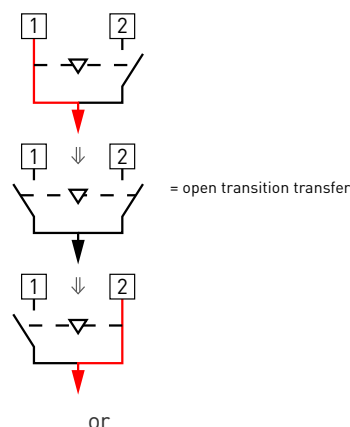 1 2
1 2
= open transition transfer
1 2
or